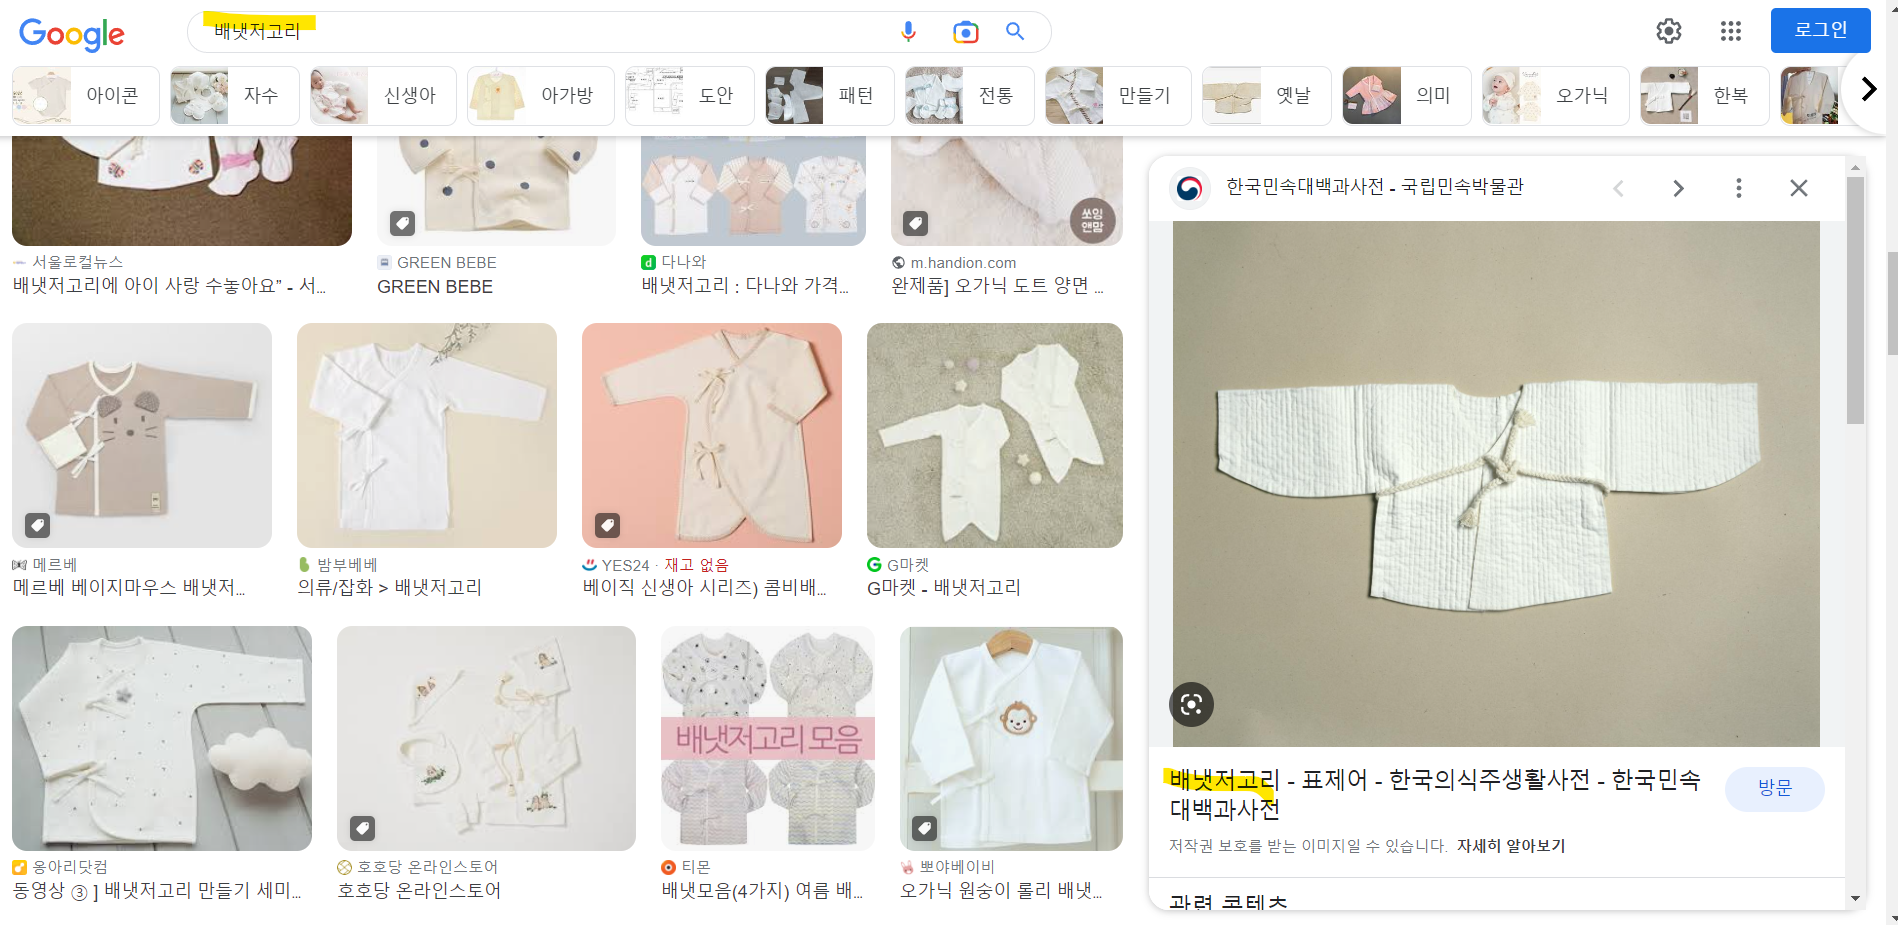 Google
배냇저고리
로그인
아이콘
자수
신생아
아가방
도안
패턴
전통
만들기
옛날
의미
오가닉
한복
쏘잉
앤맘
서울로컬뉴스
배냇저고리에 아이 사랑 수놓아요” - 서...
GREEN BEBE
GREEN BEBE
다나와
배냇저고리 : 다나와 가격...
m.handion.com
완제품] 오가닉 도트 양면 ...
메르베
메르베 베이지마우스 배냇저...
밤부베베
의류/잡화 > 배냇저고리
YES24 · 재고 없음
베이직 신생아 시리즈) 콤비배...
G마켓
G마켓 - 배냇저고리
배냇저고리 모음
옹아리닷컴
동영상 ③ ] 배냇저고리 만들기 세미...
호호당 온라인스토어
호호당 온라인스토어
티몬
배냇모음(4가지) 여름 배...
뽀야베이비
오가닉 원숭이 롤리 배냇...
한국민속대백과사전 - 국립민속박물관
배냇저고리 - 표제어 - 한국의식주생활사전 - 한국민속
대백과사전
방문
저작권 보호를 받는 이미지일 수 있습니다. 자세히 알아보기
관련 콘텐츠